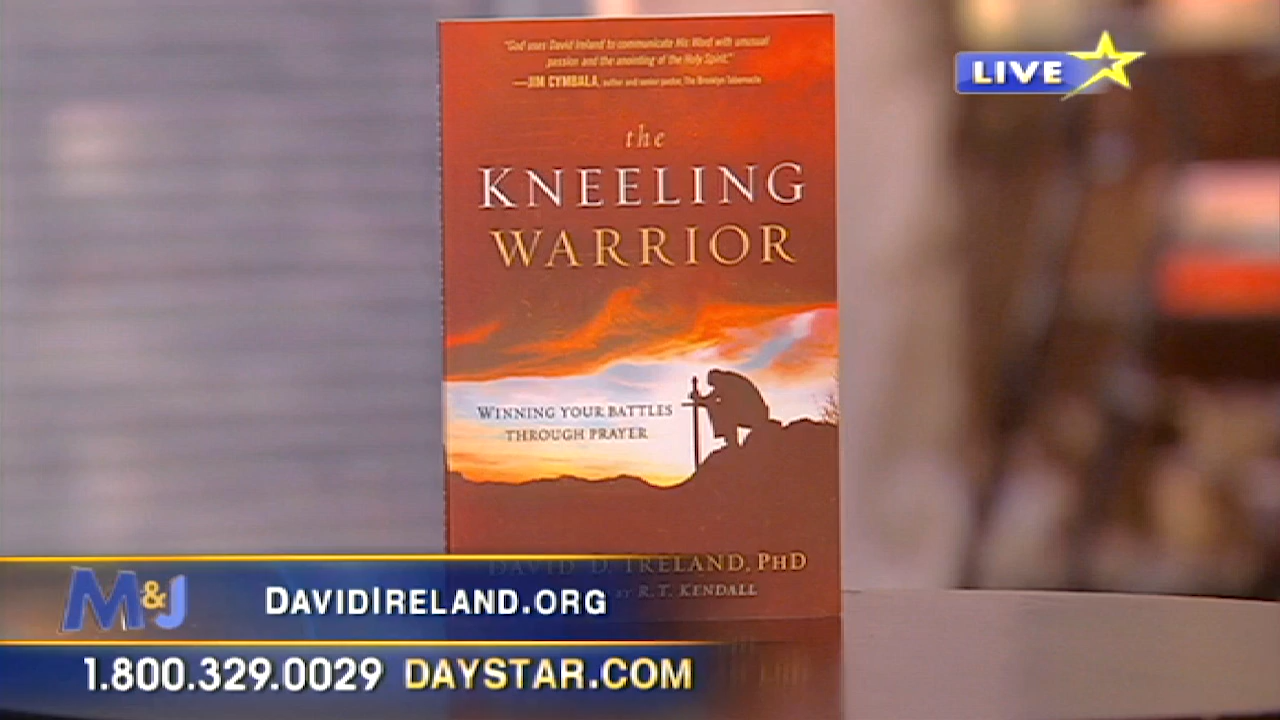 "God uses David Ireland to communicate His Word with unusual
passion and the anointing of the Holy Spirit."
—JIM CYMBALA, author and senior pastor, The Brooklyn Tabernacle
LIVE
the
KNEELING
WARRIOR
WINNING YOUR BATTLES
THROUGH PRAYER
DAVID D. IRELAND, PHD
BY R. T. KENDALL
M&J
DAVIDIRELAND.ORG
1.800.329.0029 DAYSTAR.COM